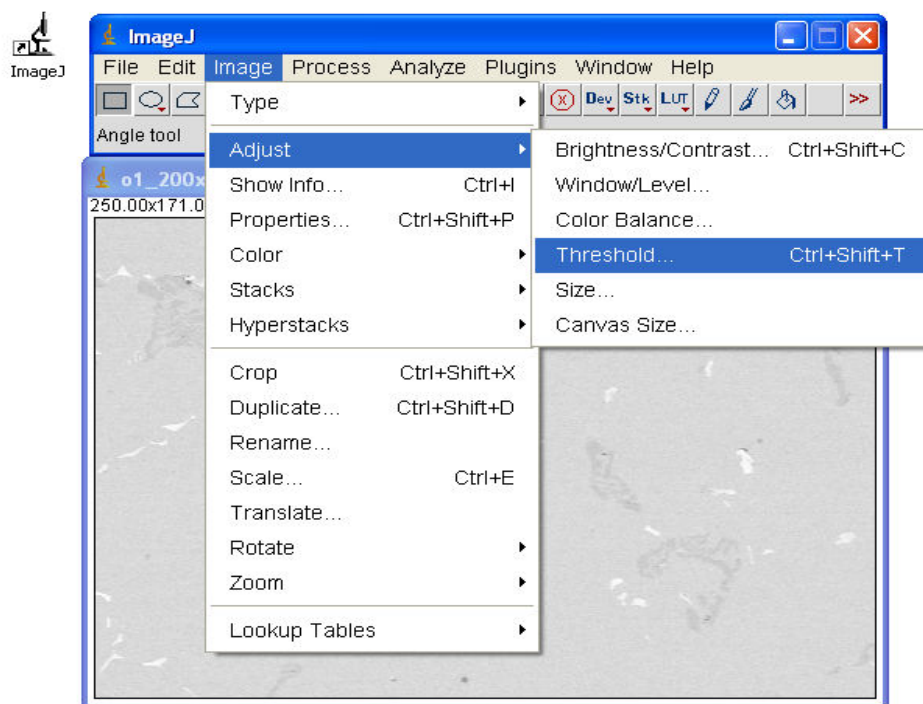 ImageJ
ImageJ
File Edit Image Process Analyze Plugins Window Help
Dev Stk LUT >>
Angle tool
o1_200x
250.00x171.0
Type
Adjust
Show Info... Ctrl+I
Properties... Ctrl+Shift+P
Color
Stacks
Hyperstacks
Crop Ctrl+Shift+X
Duplicate... Ctrl+Shift+D
Rename...
Scale... Ctrl+E
Translate...
Rotate
Zoom
Lookup Tables
Brightness/Contrast... Ctrl+Shift+C
Window/Level...
Color Balance...
Threshold... Ctrl+Shift+T
Size...
Canvas Size...